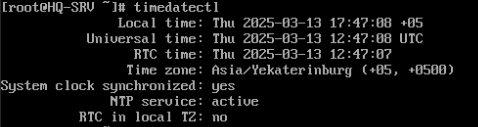 [root@HQ-SRV ~]# timedatectl
Local time: Thu 2025-03-13 17:47:08 +05
Universal time: Thu 2025-03-13 12:47:08 UTC
RTC time: Thu 2025-03-13 12:47:07
Time zone: Asia/Yekaterinburg (+05, +0500)
System clock synchronized: yes
NTP service: active
RTC in local TZ: no